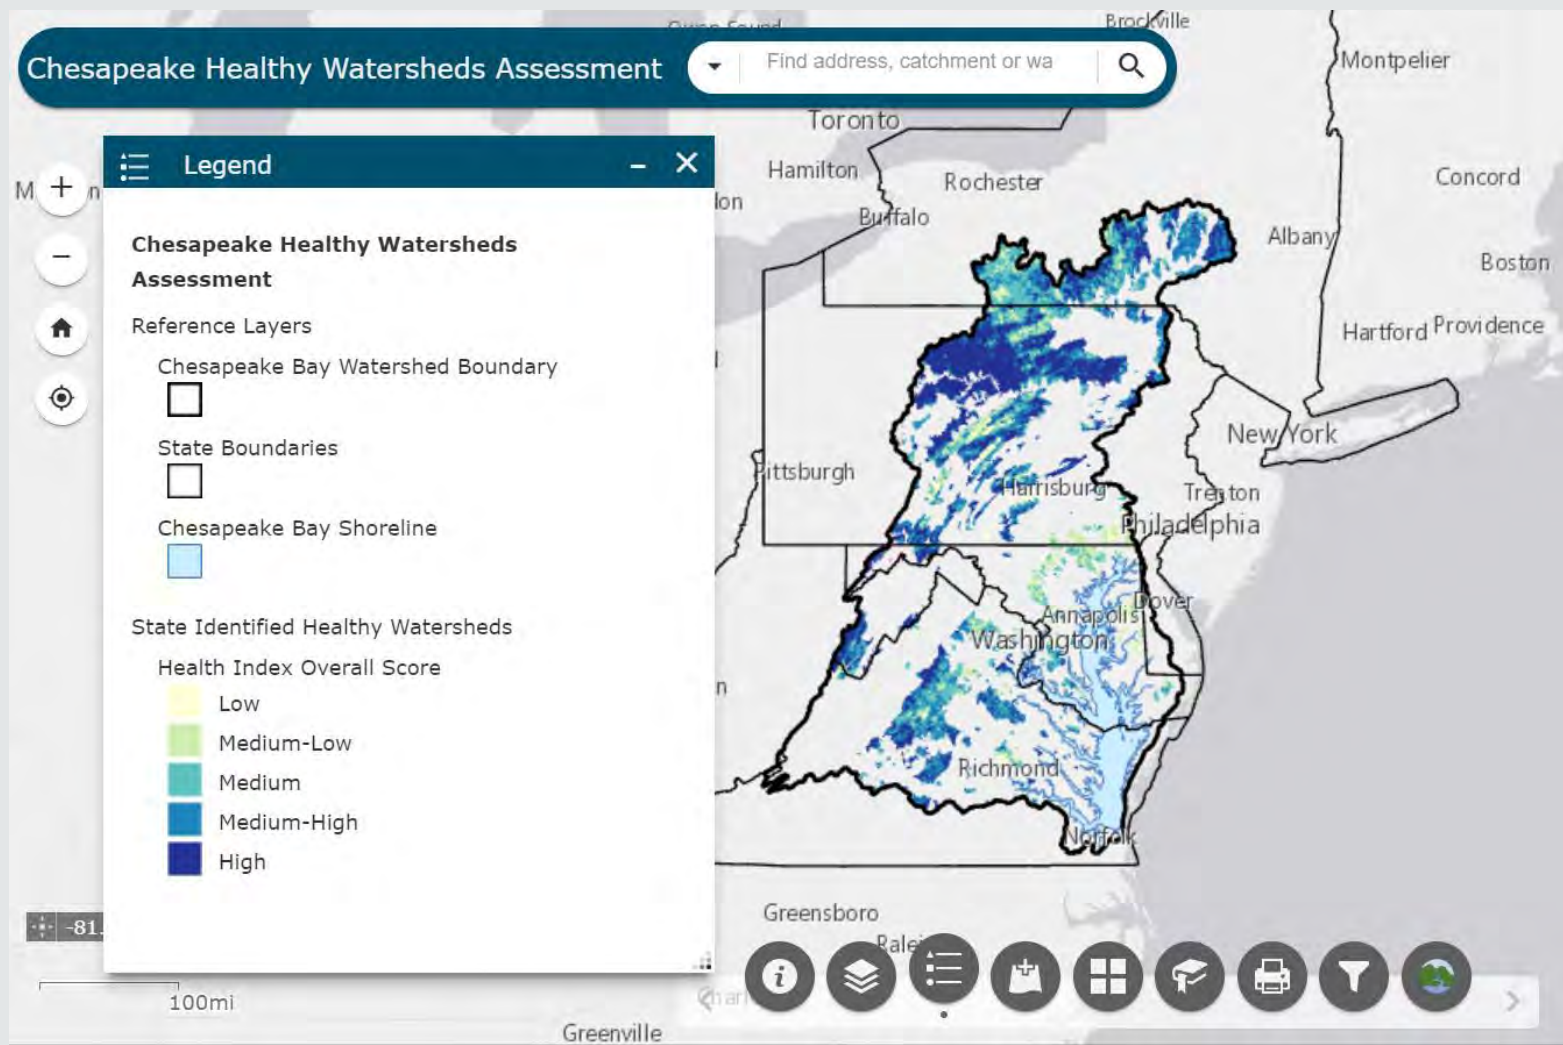 Brockville
Chesapeake Healthy Watersheds Assessment
Find address, catchment or wa
Montpelier
Toronto
Legend
Hamilton
Rochester
Concord
Buffalo
Albany
Boston
Chesapeake Healthy Watersheds
Assessment
Reference Layers
Hartford
Providence
Chesapeake Bay Watershed Boundary
State Boundaries
New York
Pittsburgh
Harrisburg
Trenton
Chesapeake Bay Shoreline
Philadelphia
State Identified Healthy Watersheds
Dover
Annapolis
Washington
Health Index Overall Score
Low
Medium-Low
Medium
Richmond
Medium-High
Norfolk
High
Greensboro
-81.
Ralei
100mi
Greenville